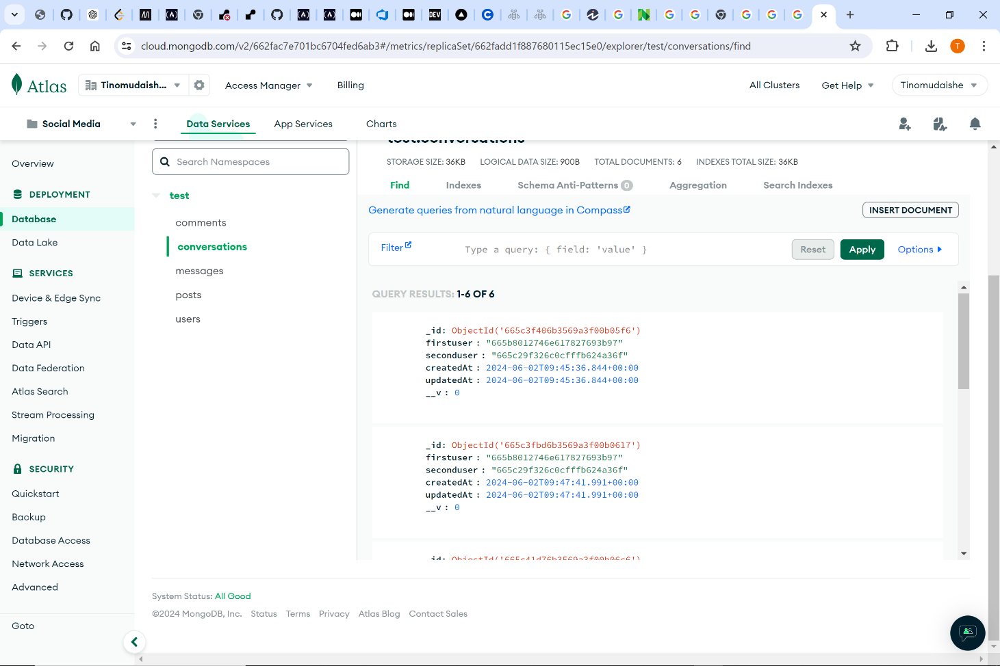 DEV
cloud.mongodb.com/v2/662fac7e701bc6704fed6ab3#/metrics/replicaSet/662fadd1f887680115ec15e0/explorer/test/conversations/find
T
Atlas
Tinomudaish...
Access Manager
Billing
All Clusters
Get Help
Tinomudaishe
Social Media
Data Services
App Services
Charts
test.conversations
Overview
DEPLOYMENT
Database
Data Lake
SERVICES
Device & Edge Sync
Triggers
Data API
Data Federation
Atlas Search
Stream Processing
Migration
SECURITY
Quickstart
Backup
Database Access
Network Access
Advanced
Goto
Search Namespaces
test
comments
conversations
messages
posts
users
STORAGE SIZE: 36KB LOGICAL DATA SIZE: 900B TOTAL DOCUMENTS: 6 INDEXES TOTAL SIZE: 36KB
Find Indexes Schema Anti-Patterns 0 Aggregation Search Indexes
Generate queries from natural language in Compass
INSERT DOCUMENT
Filter
Type a query: { field: 'value' }
Reset
Apply
Options
QUERY RESULTS: 1-6 OF 6
_id: ObjectId('665c3f406b3569a3f00b05f6')
firstuser : "665b8012746e617827693b97"
seconduser : "665c29f326c0cfffb624a36f"
createdAt : 2024-06-02T09:45:36.844+00:00
updatedAt : 2024-06-02T09:45:36.844+00:00
__v : 0
_id: ObjectId('665c3fbd6b3569a3f00b0617')
firstuser : "665b8012746e617827693b97"
seconduser : "665c29f326c0cfffb624a36f"
createdAt : 2024-06-02T09:47:41.991+00:00
updatedAt : 2024-06-02T09:47:41.991+00:00
__v : 0
_id: ObjectId('665c41d76b3569a3f00b06c6')
System Status: All Good
©2024 MongoDB, Inc. Status Terms Privacy Atlas Blog Contact Sales